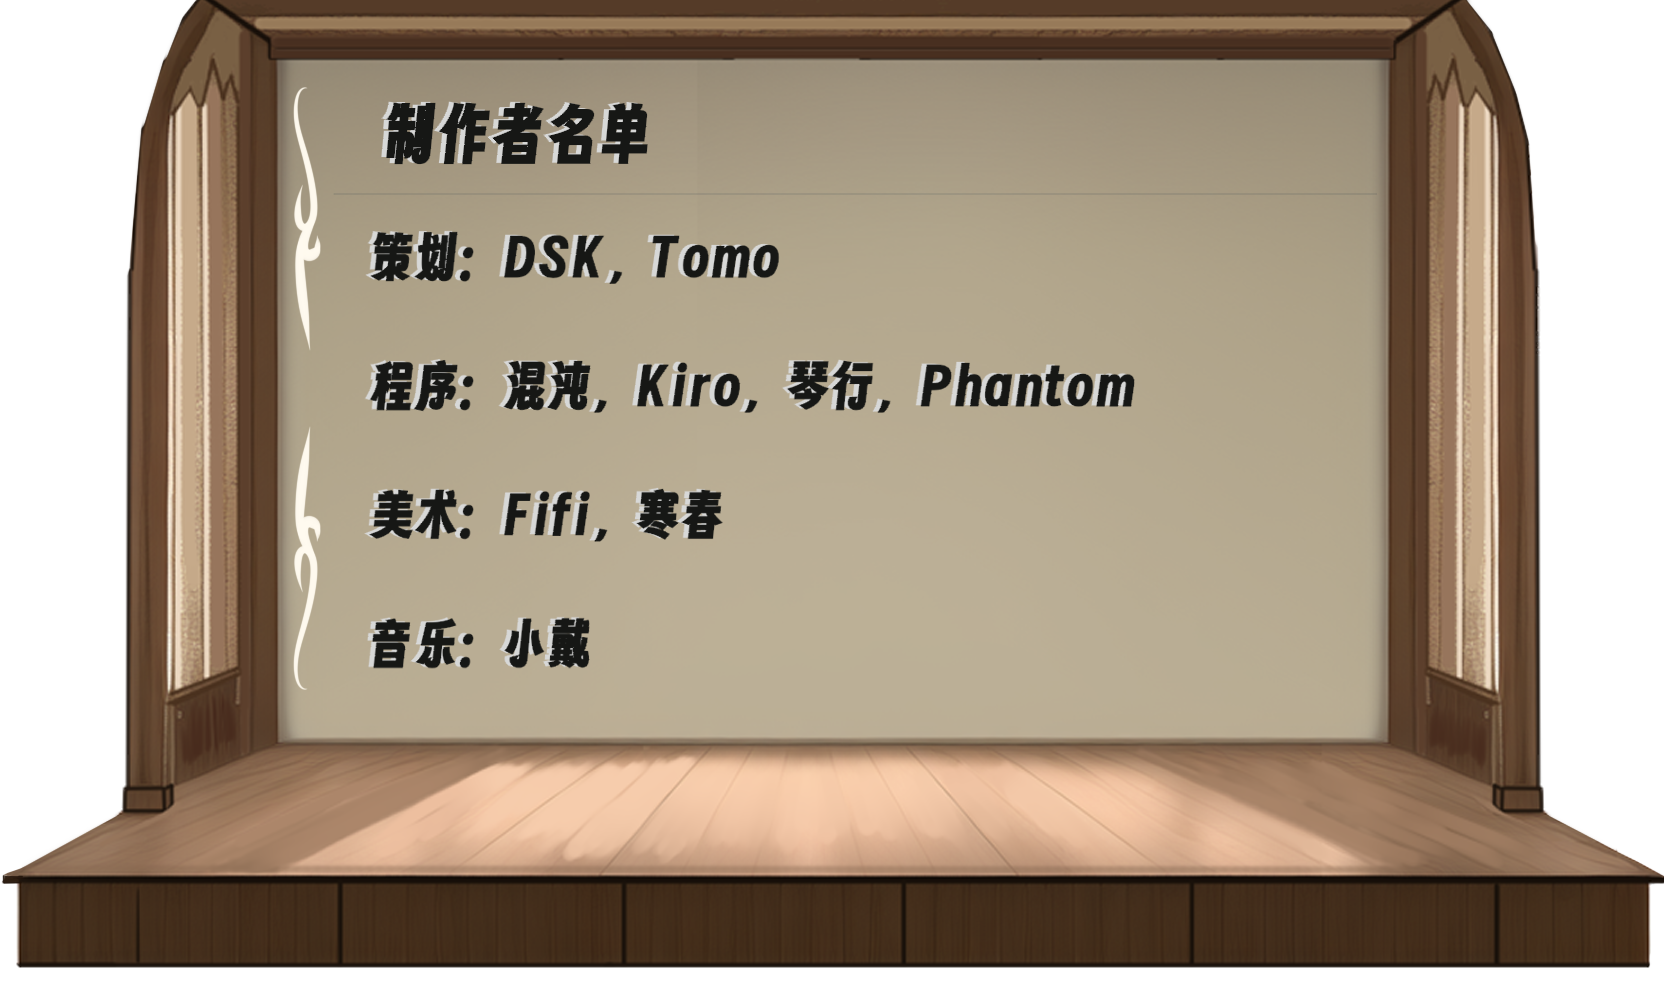 制作者名单
策划: DSK, Tomo
程序: 混沌, Kiro, 琴行, Phantom
美术: Fifi, 寒春
音乐: 小戴